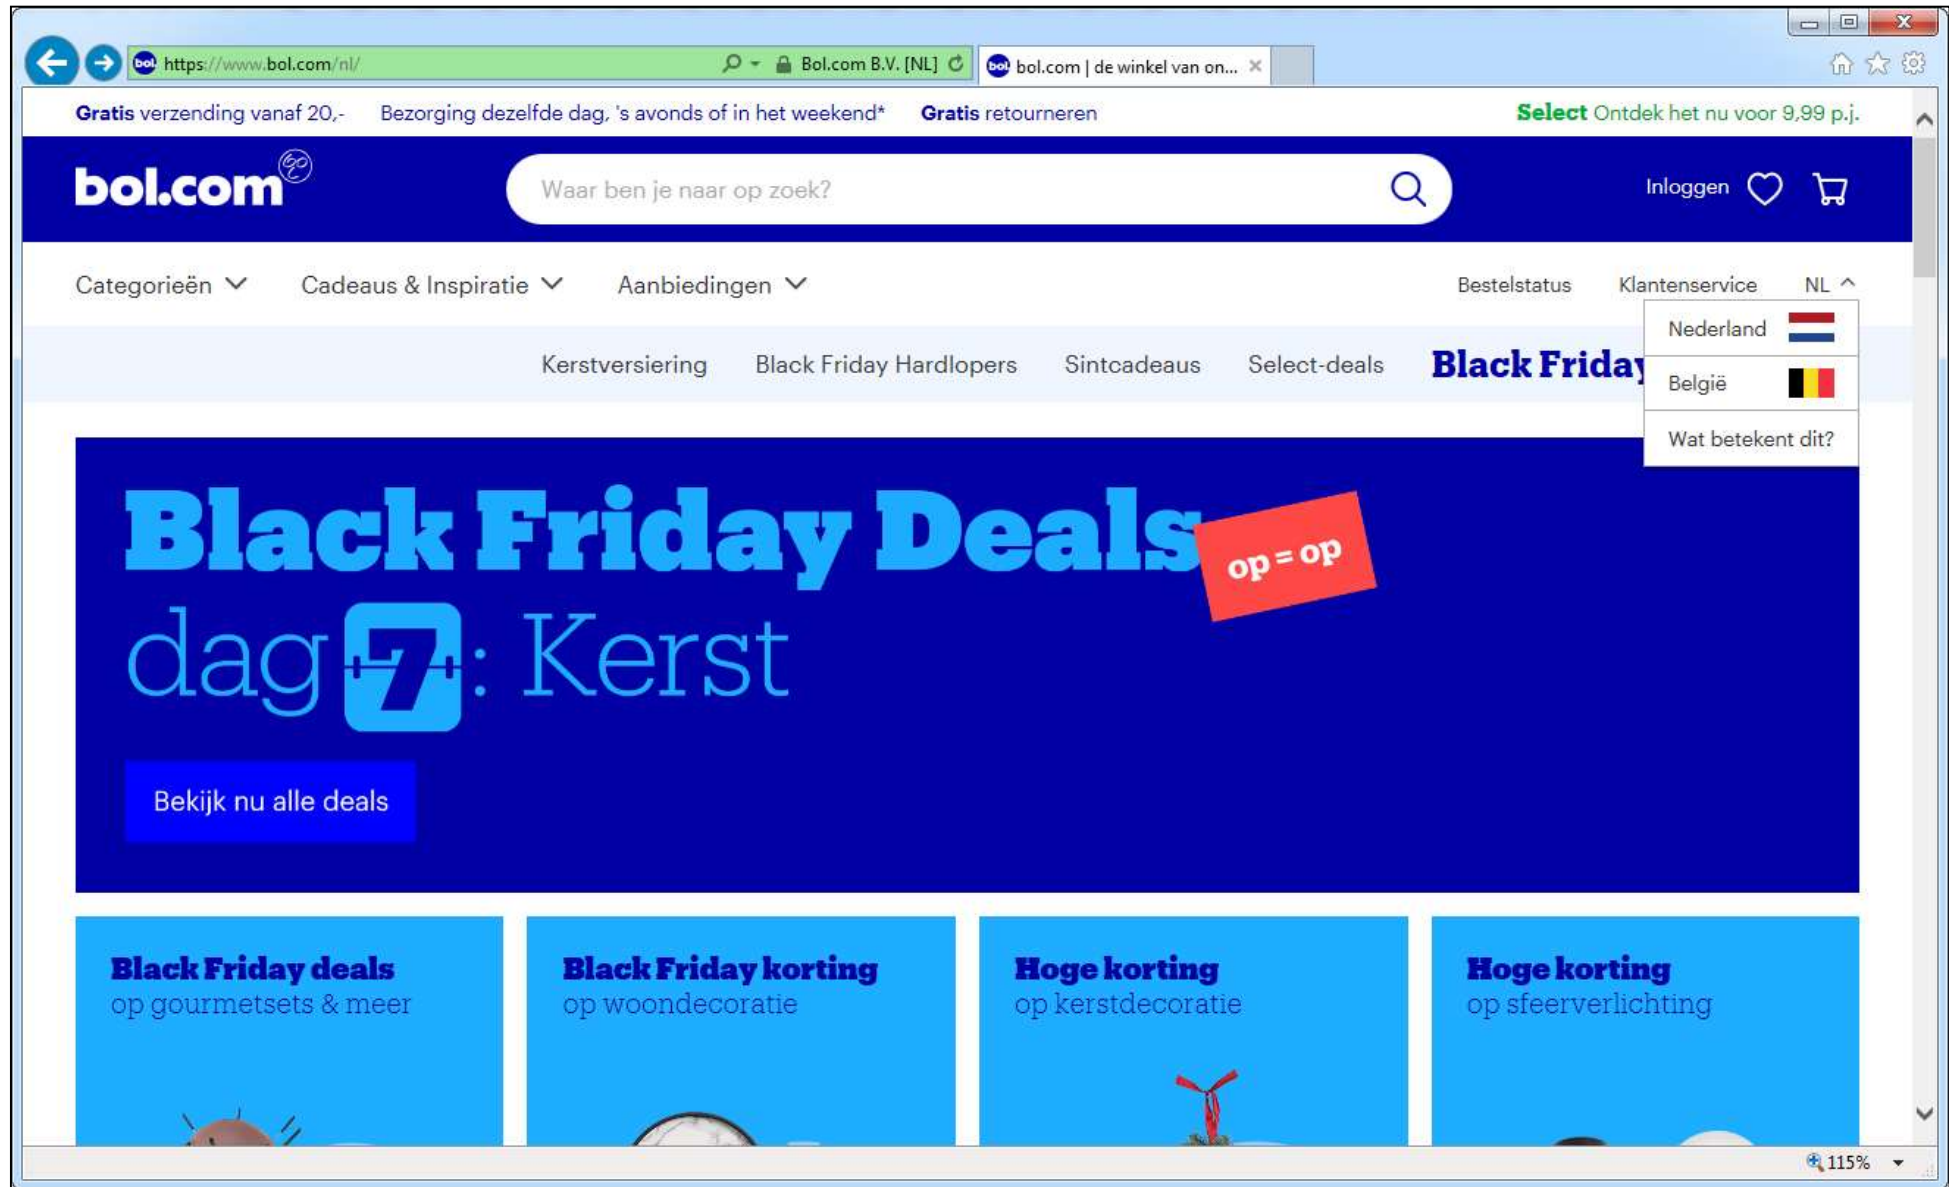 https://www.bol.com/nl/
Bol.com B.V. [NL]
bol.com | de winkel van on...
Gratis verzending vanaf 20,- Bezorging dezelfde dag, 's avonds of in het weekend* Gratis retourneren Select Ontdek het nu voor 9,99 p.j.
bol.com
Waar ben je naar op zoek?
Inloggen
Categorieën Cadeaus & Inspiratie Aanbiedingen Bestelstatus Klantenservice NL
Nederland
Kerstversiering Black Friday Hardlopers Sintcadeaus Select-deals Black Friday
België
Wat betekent dit?
Black Friday Deals
op = op
dag 7: Kerst
Bekijk nu alle deals
Black Friday deals
op gourmetsets & meer
Black Friday korting
op woondecoratie
Hoge korting
op kerstdecoratie
Hoge korting
op sfeerverlichting
115%